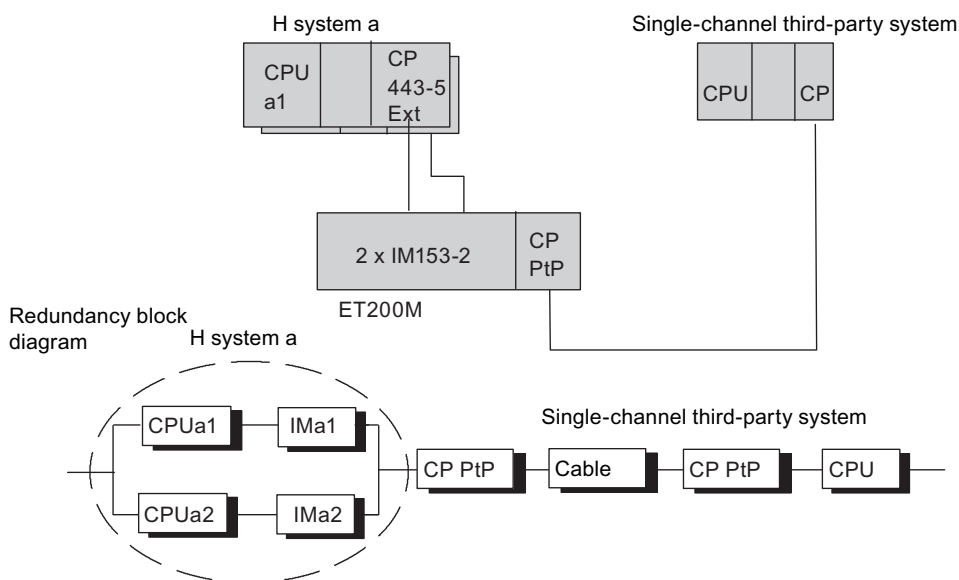 H system a
Single-channel third-party system
CPU
a1
CP
443-5
Ext
CPU
CP
2 x IM153-2
CP
PtP
ET200M
Redundancy block
diagram
H system a
Single-channel third-party system
CPUa1
IMa1
CP PtP
Cable
CP PtP
CPU
CPUa2
IMa2